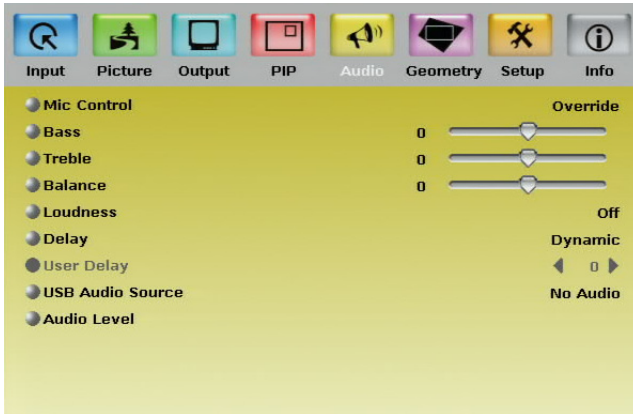 Input Picture Output PIP Audio Geometry Setup Info
Mic Control Override
Bass 0
Treble 0
Balance 0
Loudness Off
Delay Dynamic
User Delay 0
USB Audio Source No Audio
Audio Level